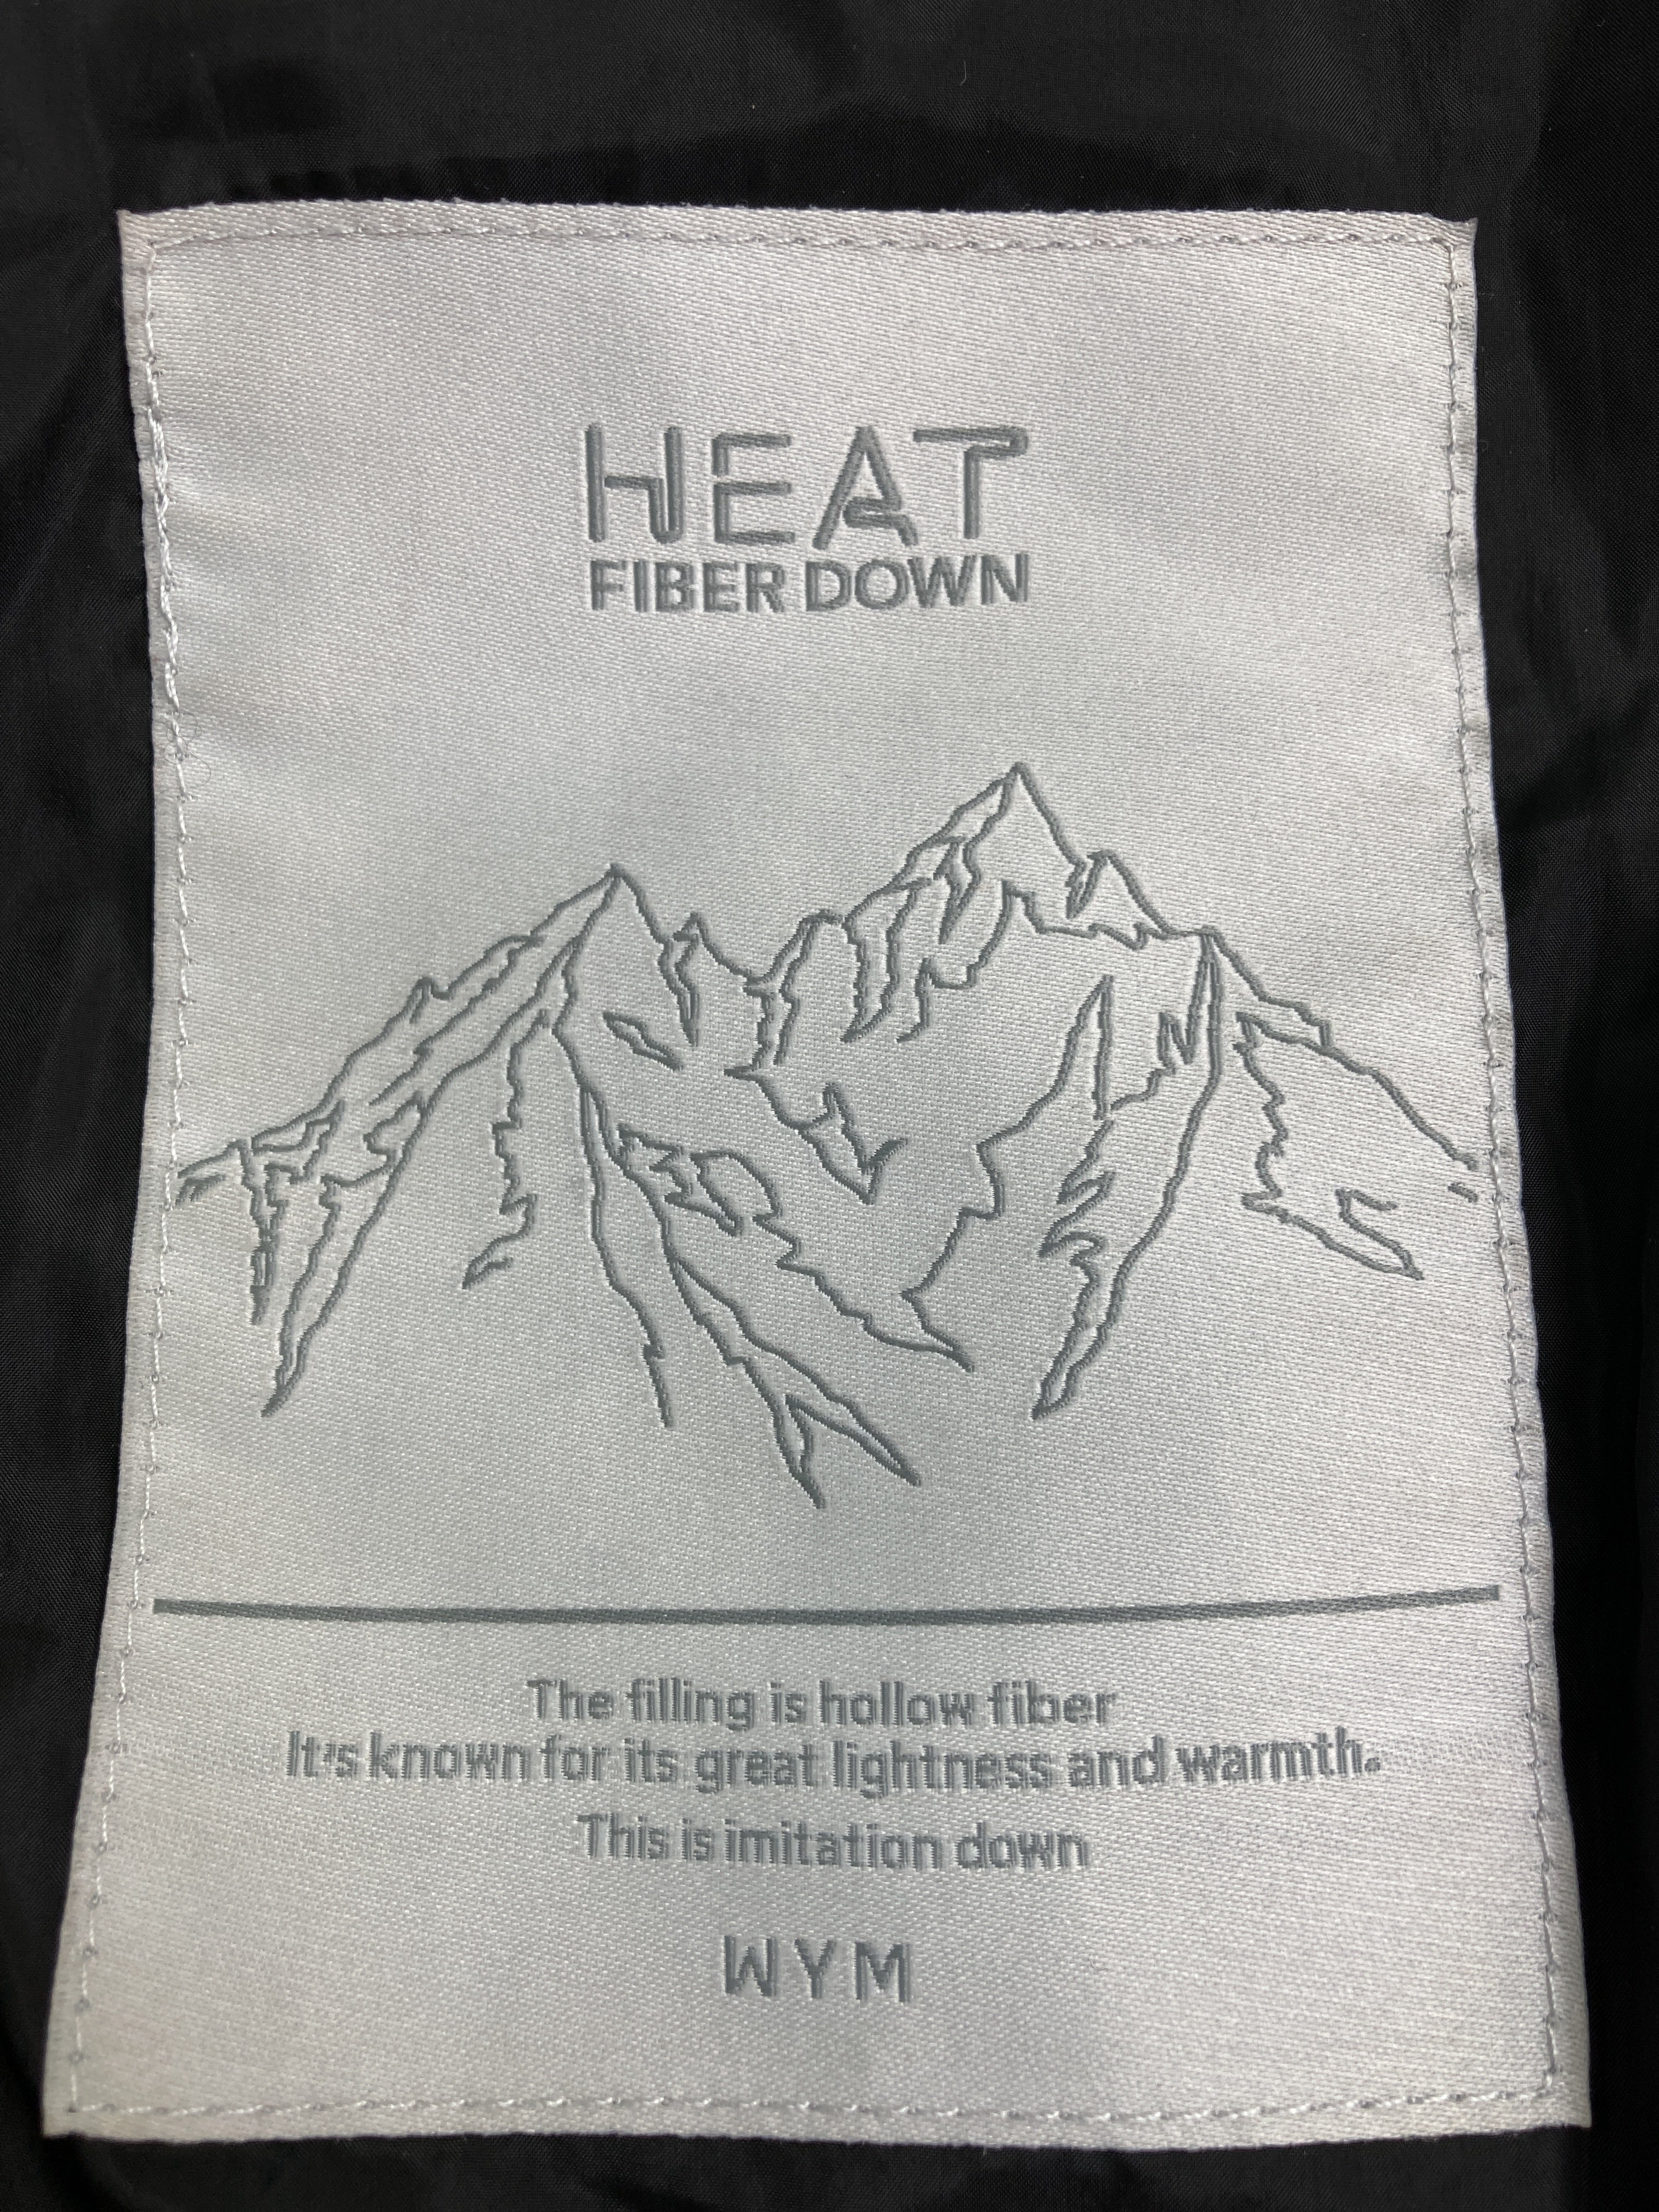 HEAT
FIBER DOWN
The filling is hollow fiber
It's known for its great lightness and warmth.
This is imitation down
WYM